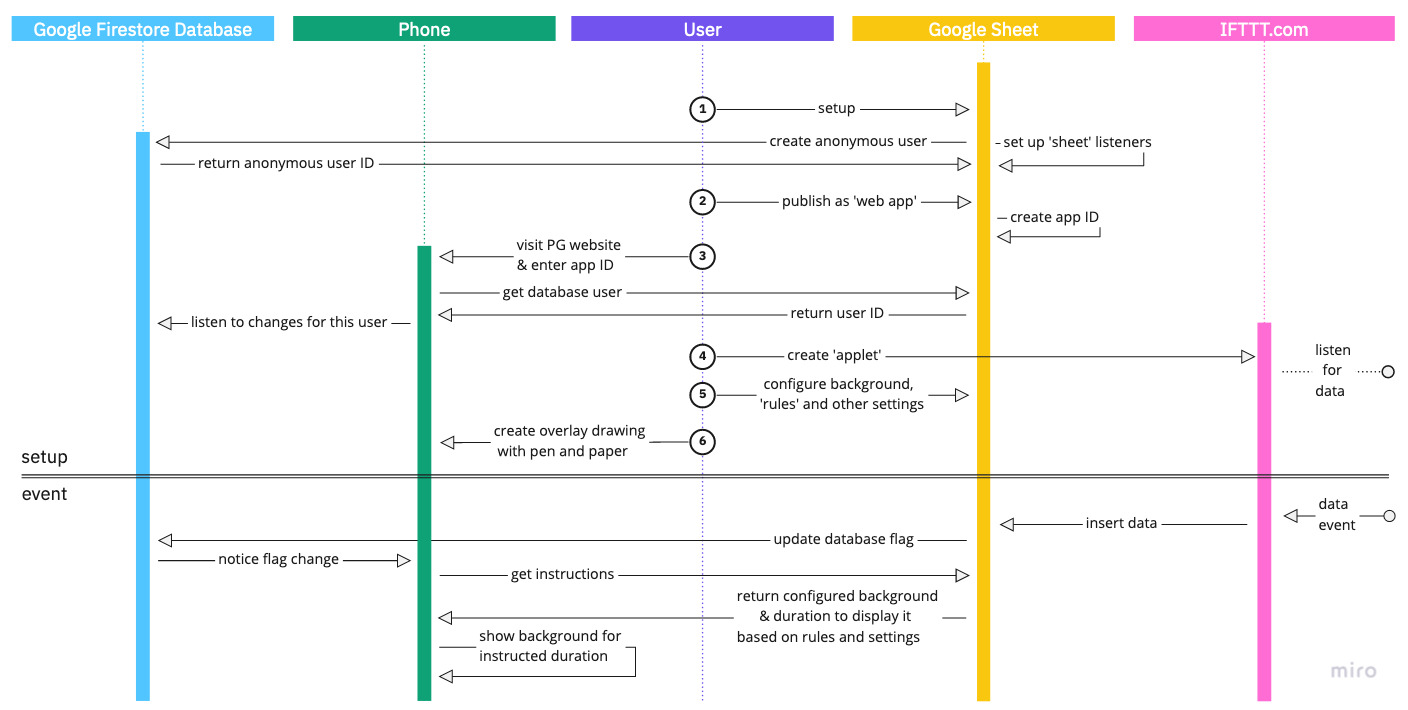 Google Firestore Database
Phone
User
Google Sheet
IFTTT.com
1
setup
create anonymous user
set up 'sheet' listeners
return anonymous user ID
2
publish as 'web app'
create app ID
visit PG website
& enter app ID
3
get database user
return user ID
listen to changes for this user
4
create 'applet'
listen
for
data
5
configure background,
'rules' and other settings
create overlay drawing
with pen and paper
6
setup
event
data
event
insert data
update database flag
notice flag change
get instructions
return configured background
& duration to display it
based on rules and settings
show background for
instructed duration
miro